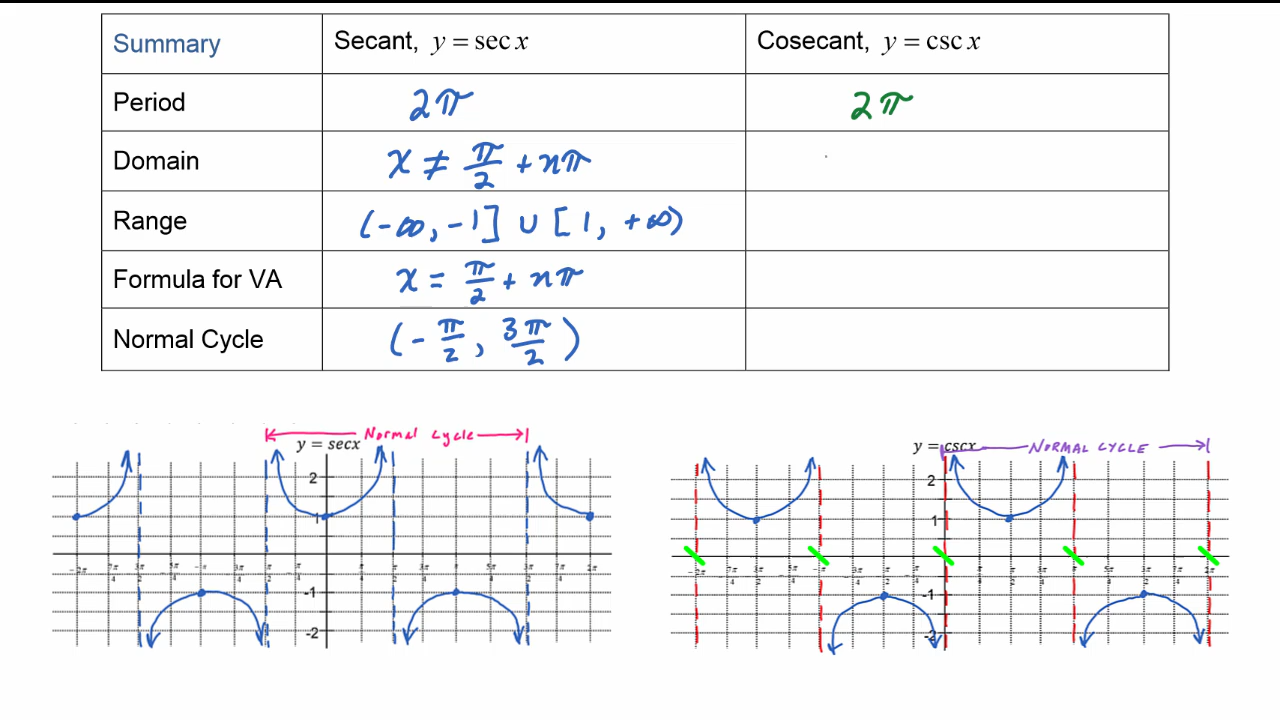 Summary Secant, y = sec x Cosecant, y = csc x
Period 2π 2π
Domain x ≠ π/2 + nπ
Range (-∞, -1] ∪ [1, +∞)
Formula for VA x = π/2 + nπ
Normal Cycle (-π/2, 3π/2)
Normal Cycle
y = secx
y = cscx NORMAL CYCLE
2
1
-1
-2
2
1
-1
-2